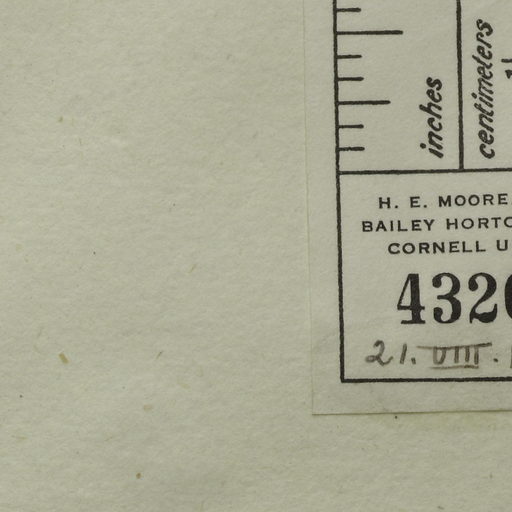 inches
centimeters
H. E. MOORE
BAILEY HORTO
CORNELL U
432
21. VIII.